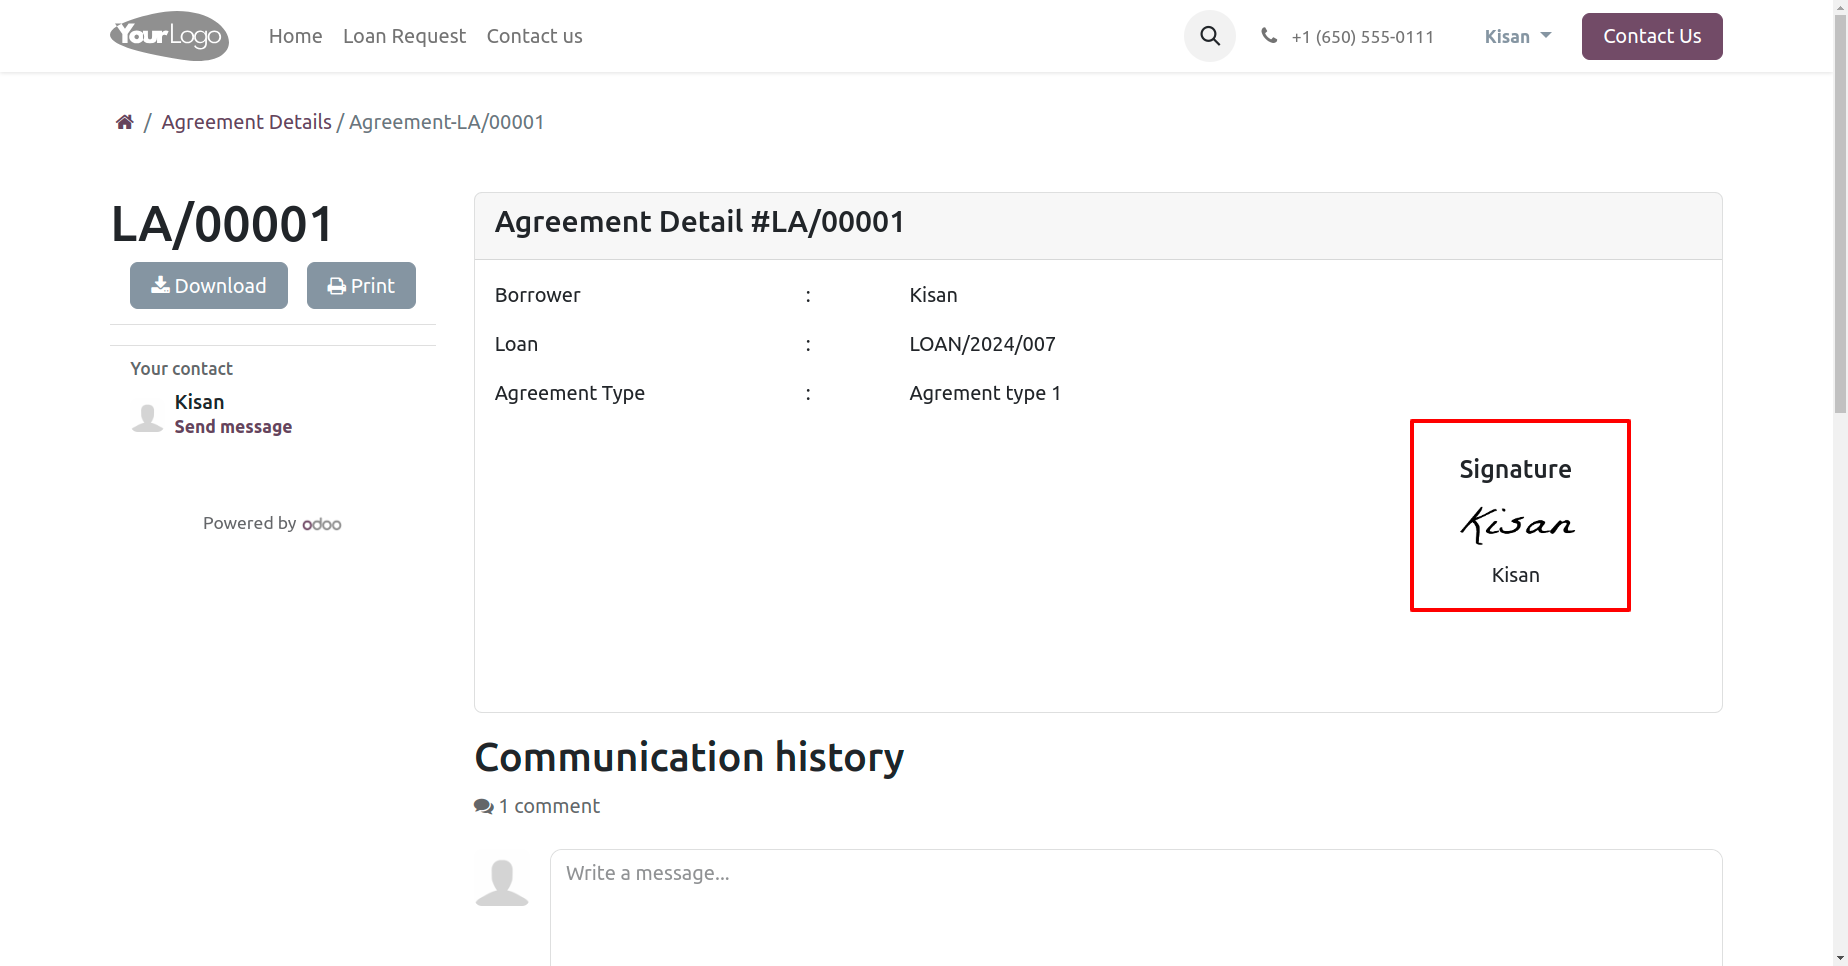 YourLogo Home Loan Request Contact us +1 (650) 555-0111 Kisan Contact Us
/ Agreement Details / Agreement-LA/00001
LA/00001
Download Print
Your contact
Kisan
Send message
Powered by odoo
Agreement Detail #LA/00001
Borrower : Kisan
Loan : LOAN/2024/007
Agreement Type : Agrement type 1
Signature
Kisan
Kisan
Communication history
1 comment
Write a message...